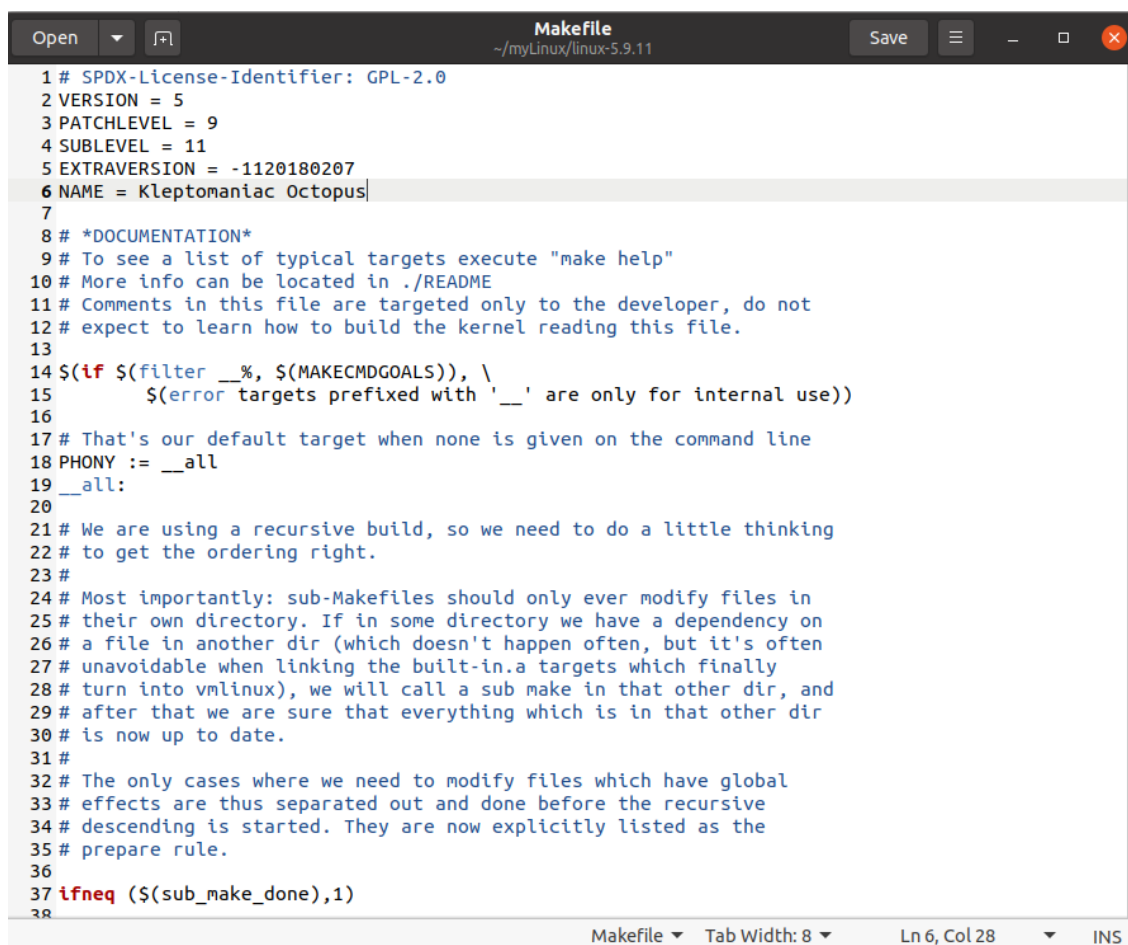 Open
Makefile
~/myLinux/linux-5.9.11
Save
1 # SPDX-License-Identifier: GPL-2.0
2 VERSION = 5
3 PATCHLEVEL = 9
4 SUBLEVEL = 11
5 EXTRAVERSION = -1120180207
6 NAME = Kleptomaniac Octopus
7
8 # *DOCUMENTATION*
9 # To see a list of typical targets execute "make help"
10 # More info can be located in ./README
11 # Comments in this file are targeted only to the developer, do not
12 # expect to learn how to build the kernel reading this file.
13
14 $(if $(filter __%, $(MAKECMDGOALS)), \
15         $(error targets prefixed with '__' are only for internal use))
16
17 # That's our default target when none is given on the command line
18 PHONY := __all
19 __all:
20
21 # We are using a recursive build, so we need to do a little thinking
22 # to get the ordering right.
23 #
24 # Most importantly: sub-Makefiles should only ever modify files in
25 # their own directory. If in some directory we have a dependency on
26 # a file in another dir (which doesn't happen often, but it's often
27 # unavoidable when linking the built-in.a targets which finally
28 # turn into vmlinux), we will call a sub make in that other dir, and
29 # after that we are sure that everything which is in that other dir
30 # is now up to date.
31 #
32 # The only cases where we need to modify files which have global
33 # effects are thus separated out and done before the recursive
34 # descending is started. They are now explicitly listed as the
35 # prepare rule.
36
37 ifneq ($(sub_make_done),1)
38
Makefile Tab Width: 8 Ln 6, Col 28 INS